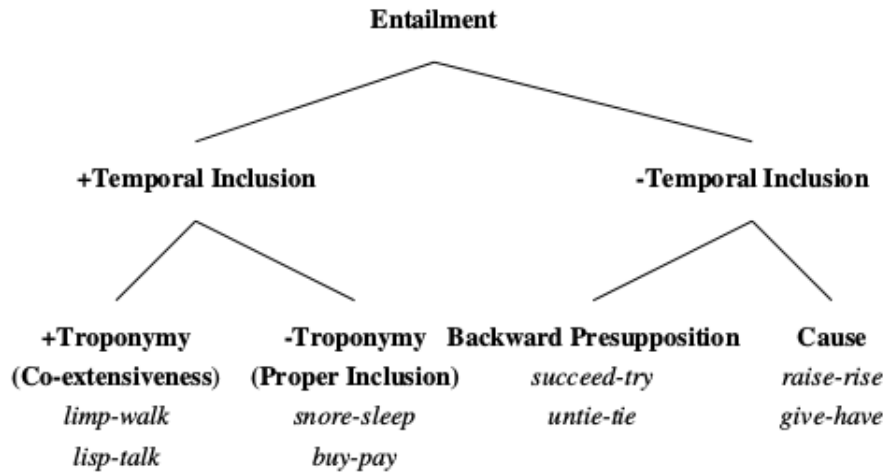 Entailment
+Temporal Inclusion
-Temporal Inclusion
+Troponymy
(Co-extensiveness)
limp-walk
lisp-talk
-Troponymy
(Proper Inclusion)
snore-sleep
buy-pay
Backward Presupposition
succeed-try
untie-tie
Cause
raise-rise
give-have